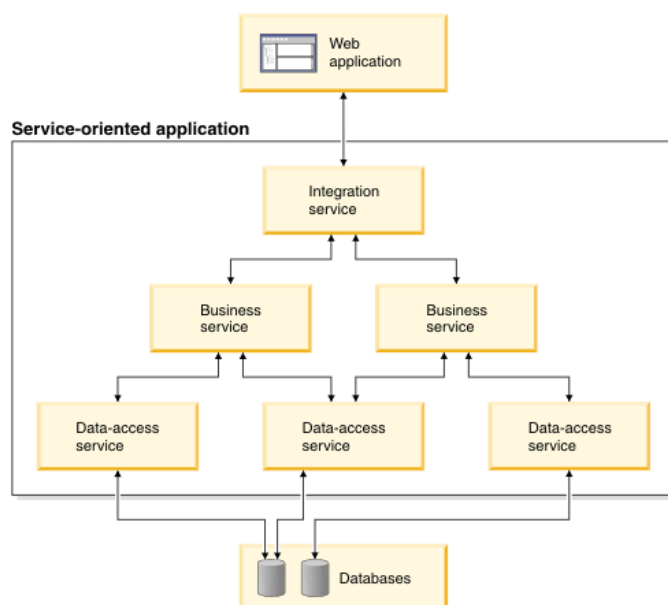 Web
application
Service-oriented application
Integration
service
Business
service
Business
service
Data-access
service
Data-access
service
Data-access
service
Databases